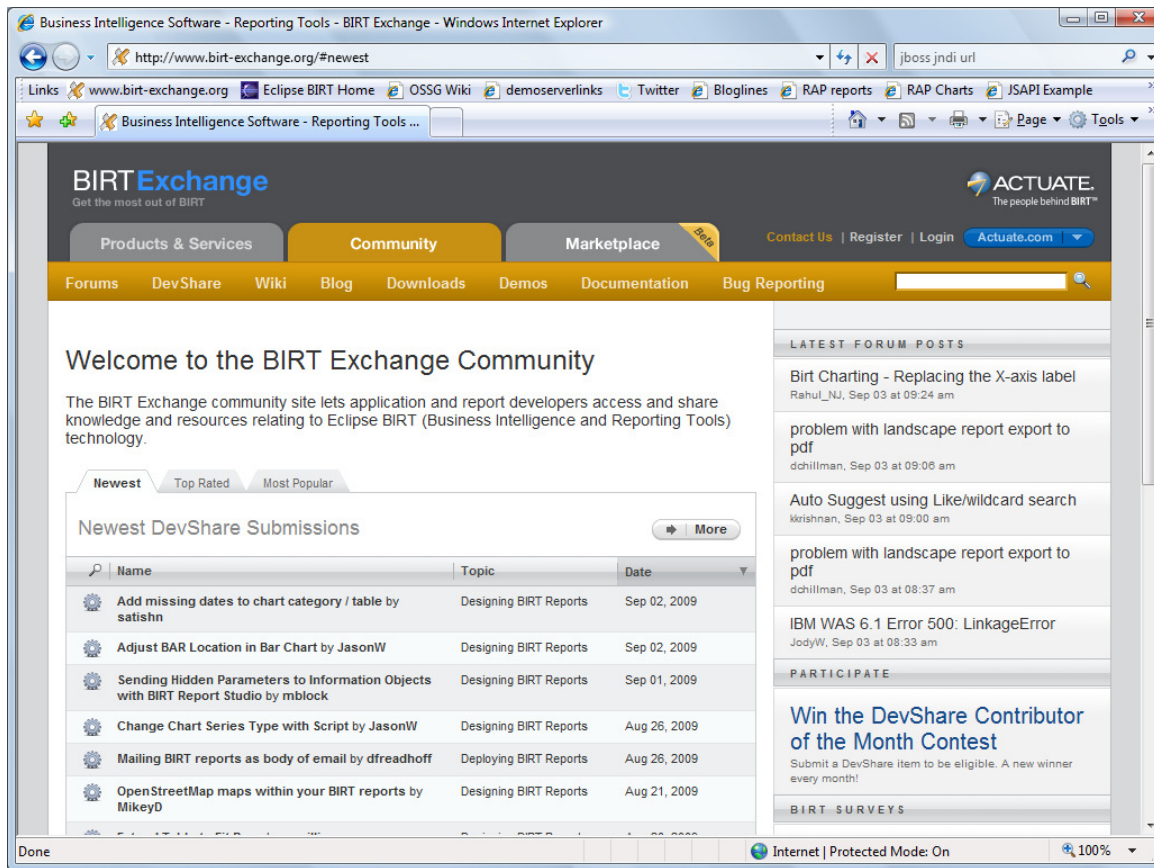 Business Intelligence Software - Reporting Tools - BIRT Exchange - Windows Internet Explorer
http://www.birt-exchange.org/#newest
jboss jndi url
Links www.birt-exchange.org Eclipse BIRT Home OSSG Wiki demoserverlinks Twitter Bloglines RAP reports RAP Charts JSAPI Example
Business Intelligence Software - Reporting Tools ...
Page Tools
BIRT Exchange
Get the most out of BIRT
ACTUATE.
The people behind BIRT™
Products & Services Community Marketplace Beta
Contact Us | Register | Login Actuate.com
Forums DevShare Wiki Blog Downloads Demos Documentation Bug Reporting
Welcome to the BIRT Exchange Community
The BIRT Exchange community site lets application and report developers access and share
knowledge and resources relating to Eclipse BIRT (Business Intelligence and Reporting Tools)
technology.
Newest Top Rated Most Popular
Newest DevShare Submissions
More
Name Topic Date
Add missing dates to chart category / table by
satishn
Designing BIRT Reports Sep 02, 2009
Adjust BAR Location in Bar Chart by JasonW Designing BIRT Reports Sep 02, 2009
Sending Hidden Parameters to Information Objects
with BIRT Report Studio by mblock
Designing BIRT Reports Sep 01, 2009
Change Chart Series Type with Script by JasonW Designing BIRT Reports Aug 26, 2009
Mailing BIRT reports as body of email by dfreadhoff Deploying BIRT Reports Aug 26, 2009
OpenStreetMap maps within your BIRT reports by
MikeyD
Designing BIRT Reports Aug 21, 2009
LATEST FORUM POSTS
Birt Charting - Replacing the X-axis label
Rahul_NJ, Sep 03 at 09:24 am
problem with landscape report export to
pdf
dchillman, Sep 03 at 09:06 am
Auto Suggest using Like/wildcard search
kkrishnan, Sep 03 at 09:00 am
problem with landscape report export to
pdf
dchillman, Sep 03 at 08:37 am
IBM WAS 6.1 Error 500: LinkageError
JodyW, Sep 03 at 08:33 am
PARTICIPATE
Win the DevShare Contributor
of the Month Contest
Submit a DevShare item to be eligible. A new winner
every month!
BIRT SURVEYS
Done
Internet | Protected Mode: On
100%